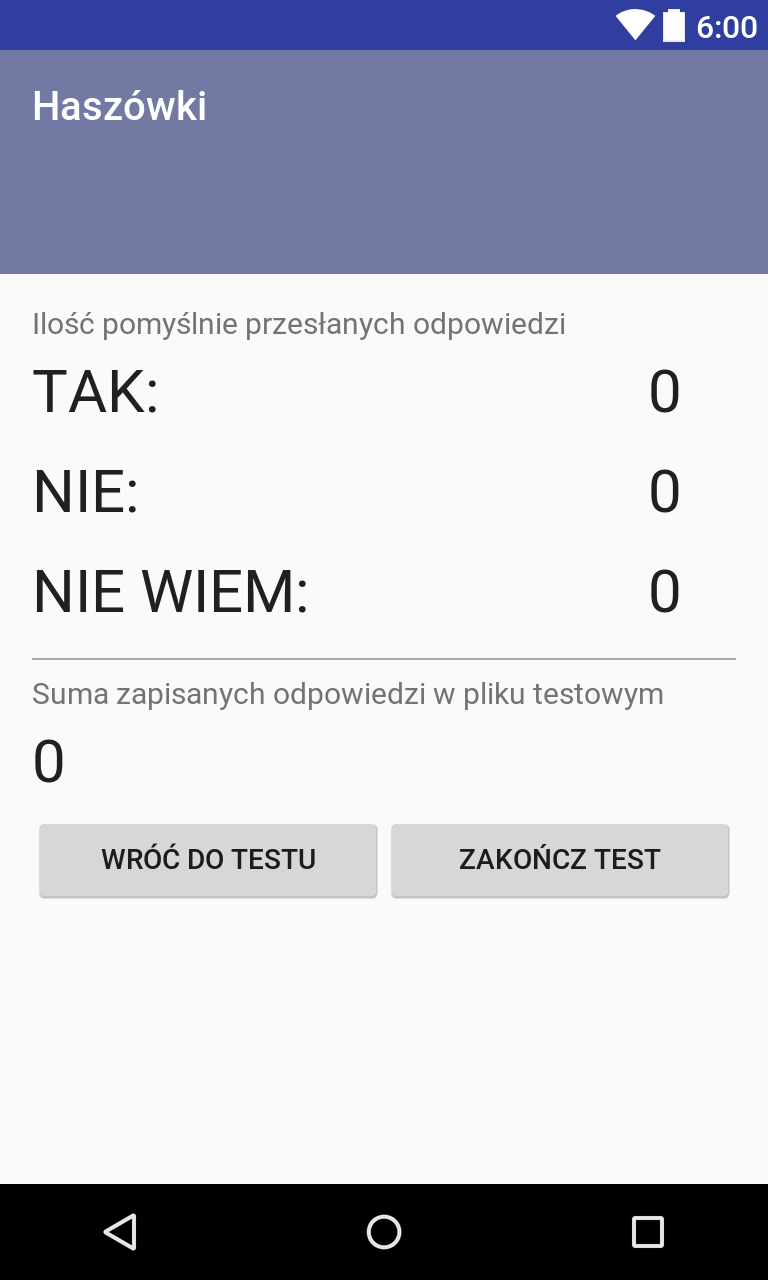 6:00
Haszówki
Ilość pomyślnie przesłanych odpowiedzi
TAK: 0
NIE: 0
NIE WIEM: 0
Suma zapisanych odpowiedzi w pliku testowym
0
WRÓĆ DO TESTU ZAKOŃCZ TEST